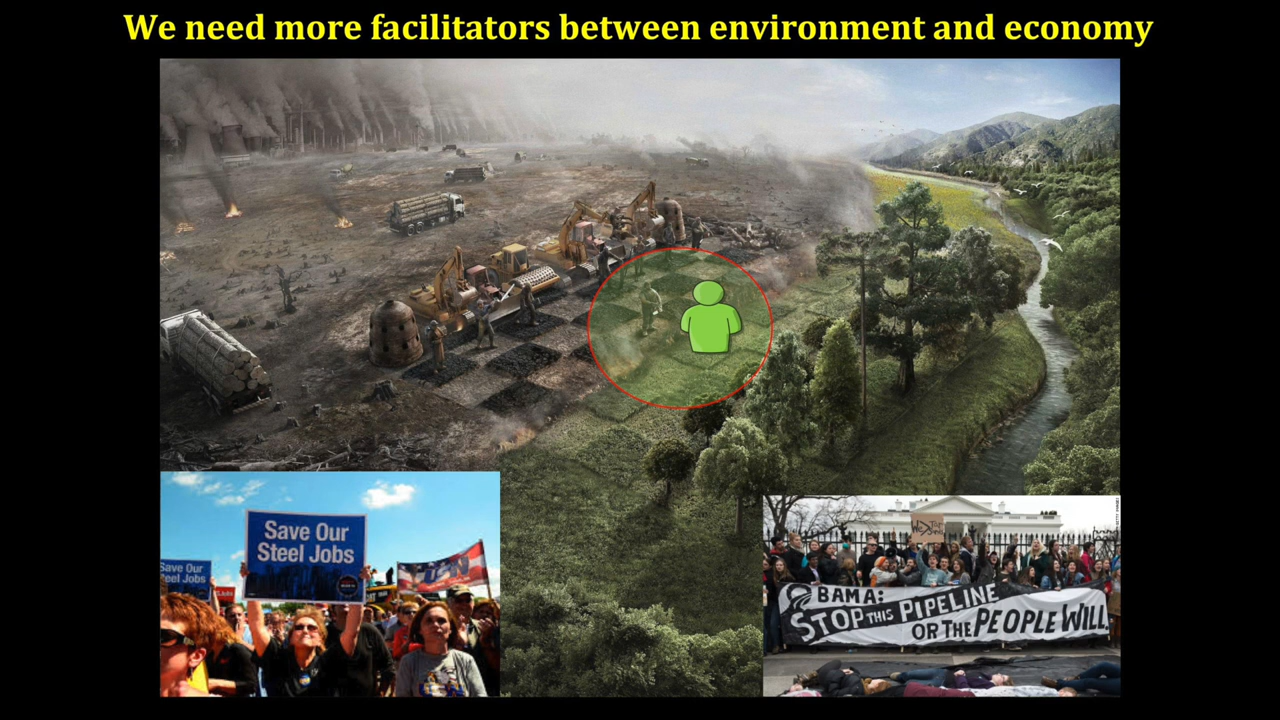 We need more facilitators between environment and economy
Save Our
Steel Jobs
Save Our
eel Jobs
BAMA:
STOP THIS PIPELINE
OR THE PEOPLE WILL.